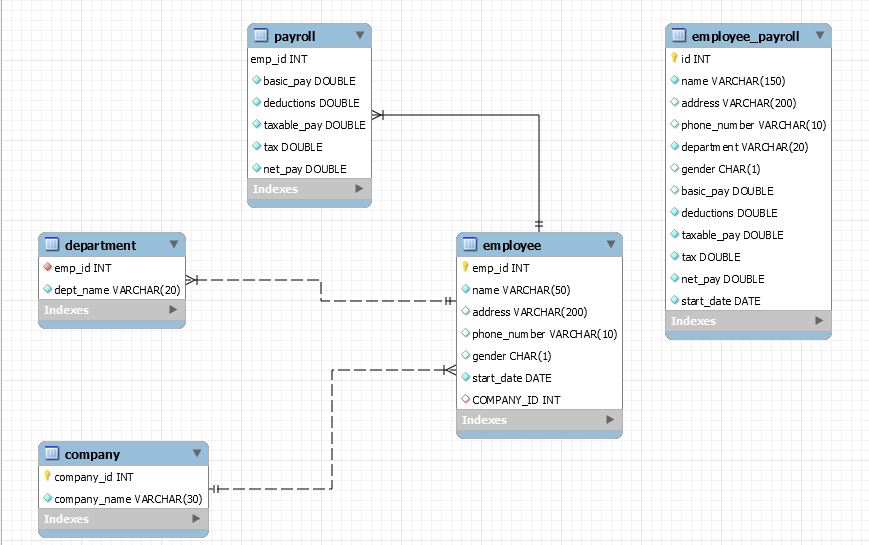 payroll
emp_id INT
basic_pay DOUBLE
deductions DOUBLE
taxable_pay DOUBLE
tax DOUBLE
net_pay DOUBLE
Indexes
employee_payroll
id INT
name VARCHAR(150)
address VARCHAR(200)
phone_number VARCHAR(10)
department VARCHAR(20)
gender CHAR(1)
basic_pay DOUBLE
deductions DOUBLE
taxable_pay DOUBLE
tax DOUBLE
net_pay DOUBLE
start_date DATE
Indexes
department
emp_id INT
dept_name VARCHAR(20)
Indexes
employee
emp_id INT
name VARCHAR(50)
address VARCHAR(200)
phone_number VARCHAR(10)
gender CHAR(1)
start_date DATE
COMPANY_ID INT
Indexes
company
company_id INT
company_name VARCHAR(30)
Indexes